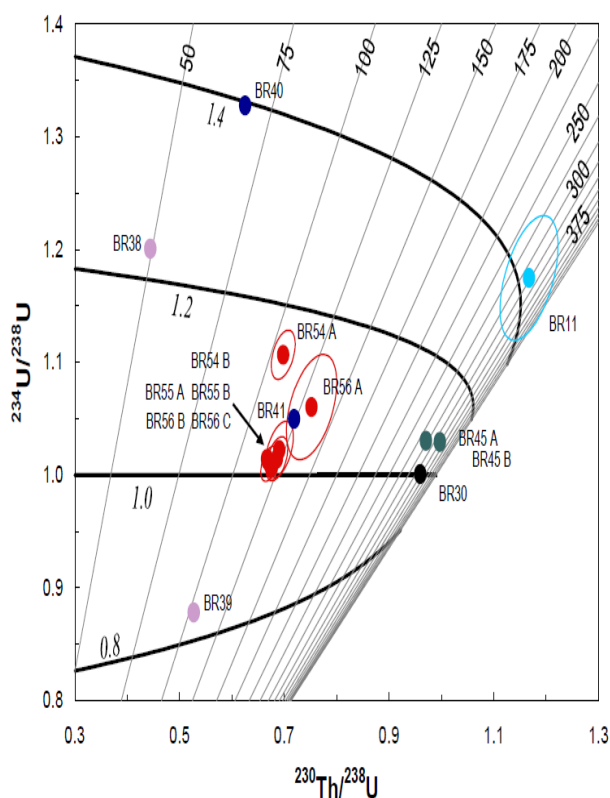 1.4
1.3
1.2
1.1
1.0
0.9
0.8
234U/238U
50
75
100
125
150
175
200
250
300
375
BR40
1.4
BR38
1.2
BR11
BR54 A
BR54 B
BR56 A
BR55 A BR55 B
BR41
BR56 B BR56 C
BR45 A
BR45 B
BR30
1.0
BR39
0.8
0.3
0.5
0.7
0.9
1.1
1.3
230Th/238U